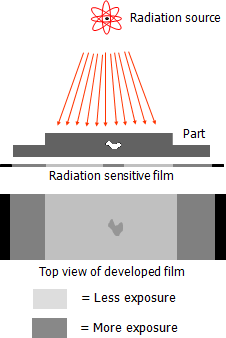 Radiation source
Part
Radiation sensitive film
Top view of developed film
= Less exposure
= More exposure